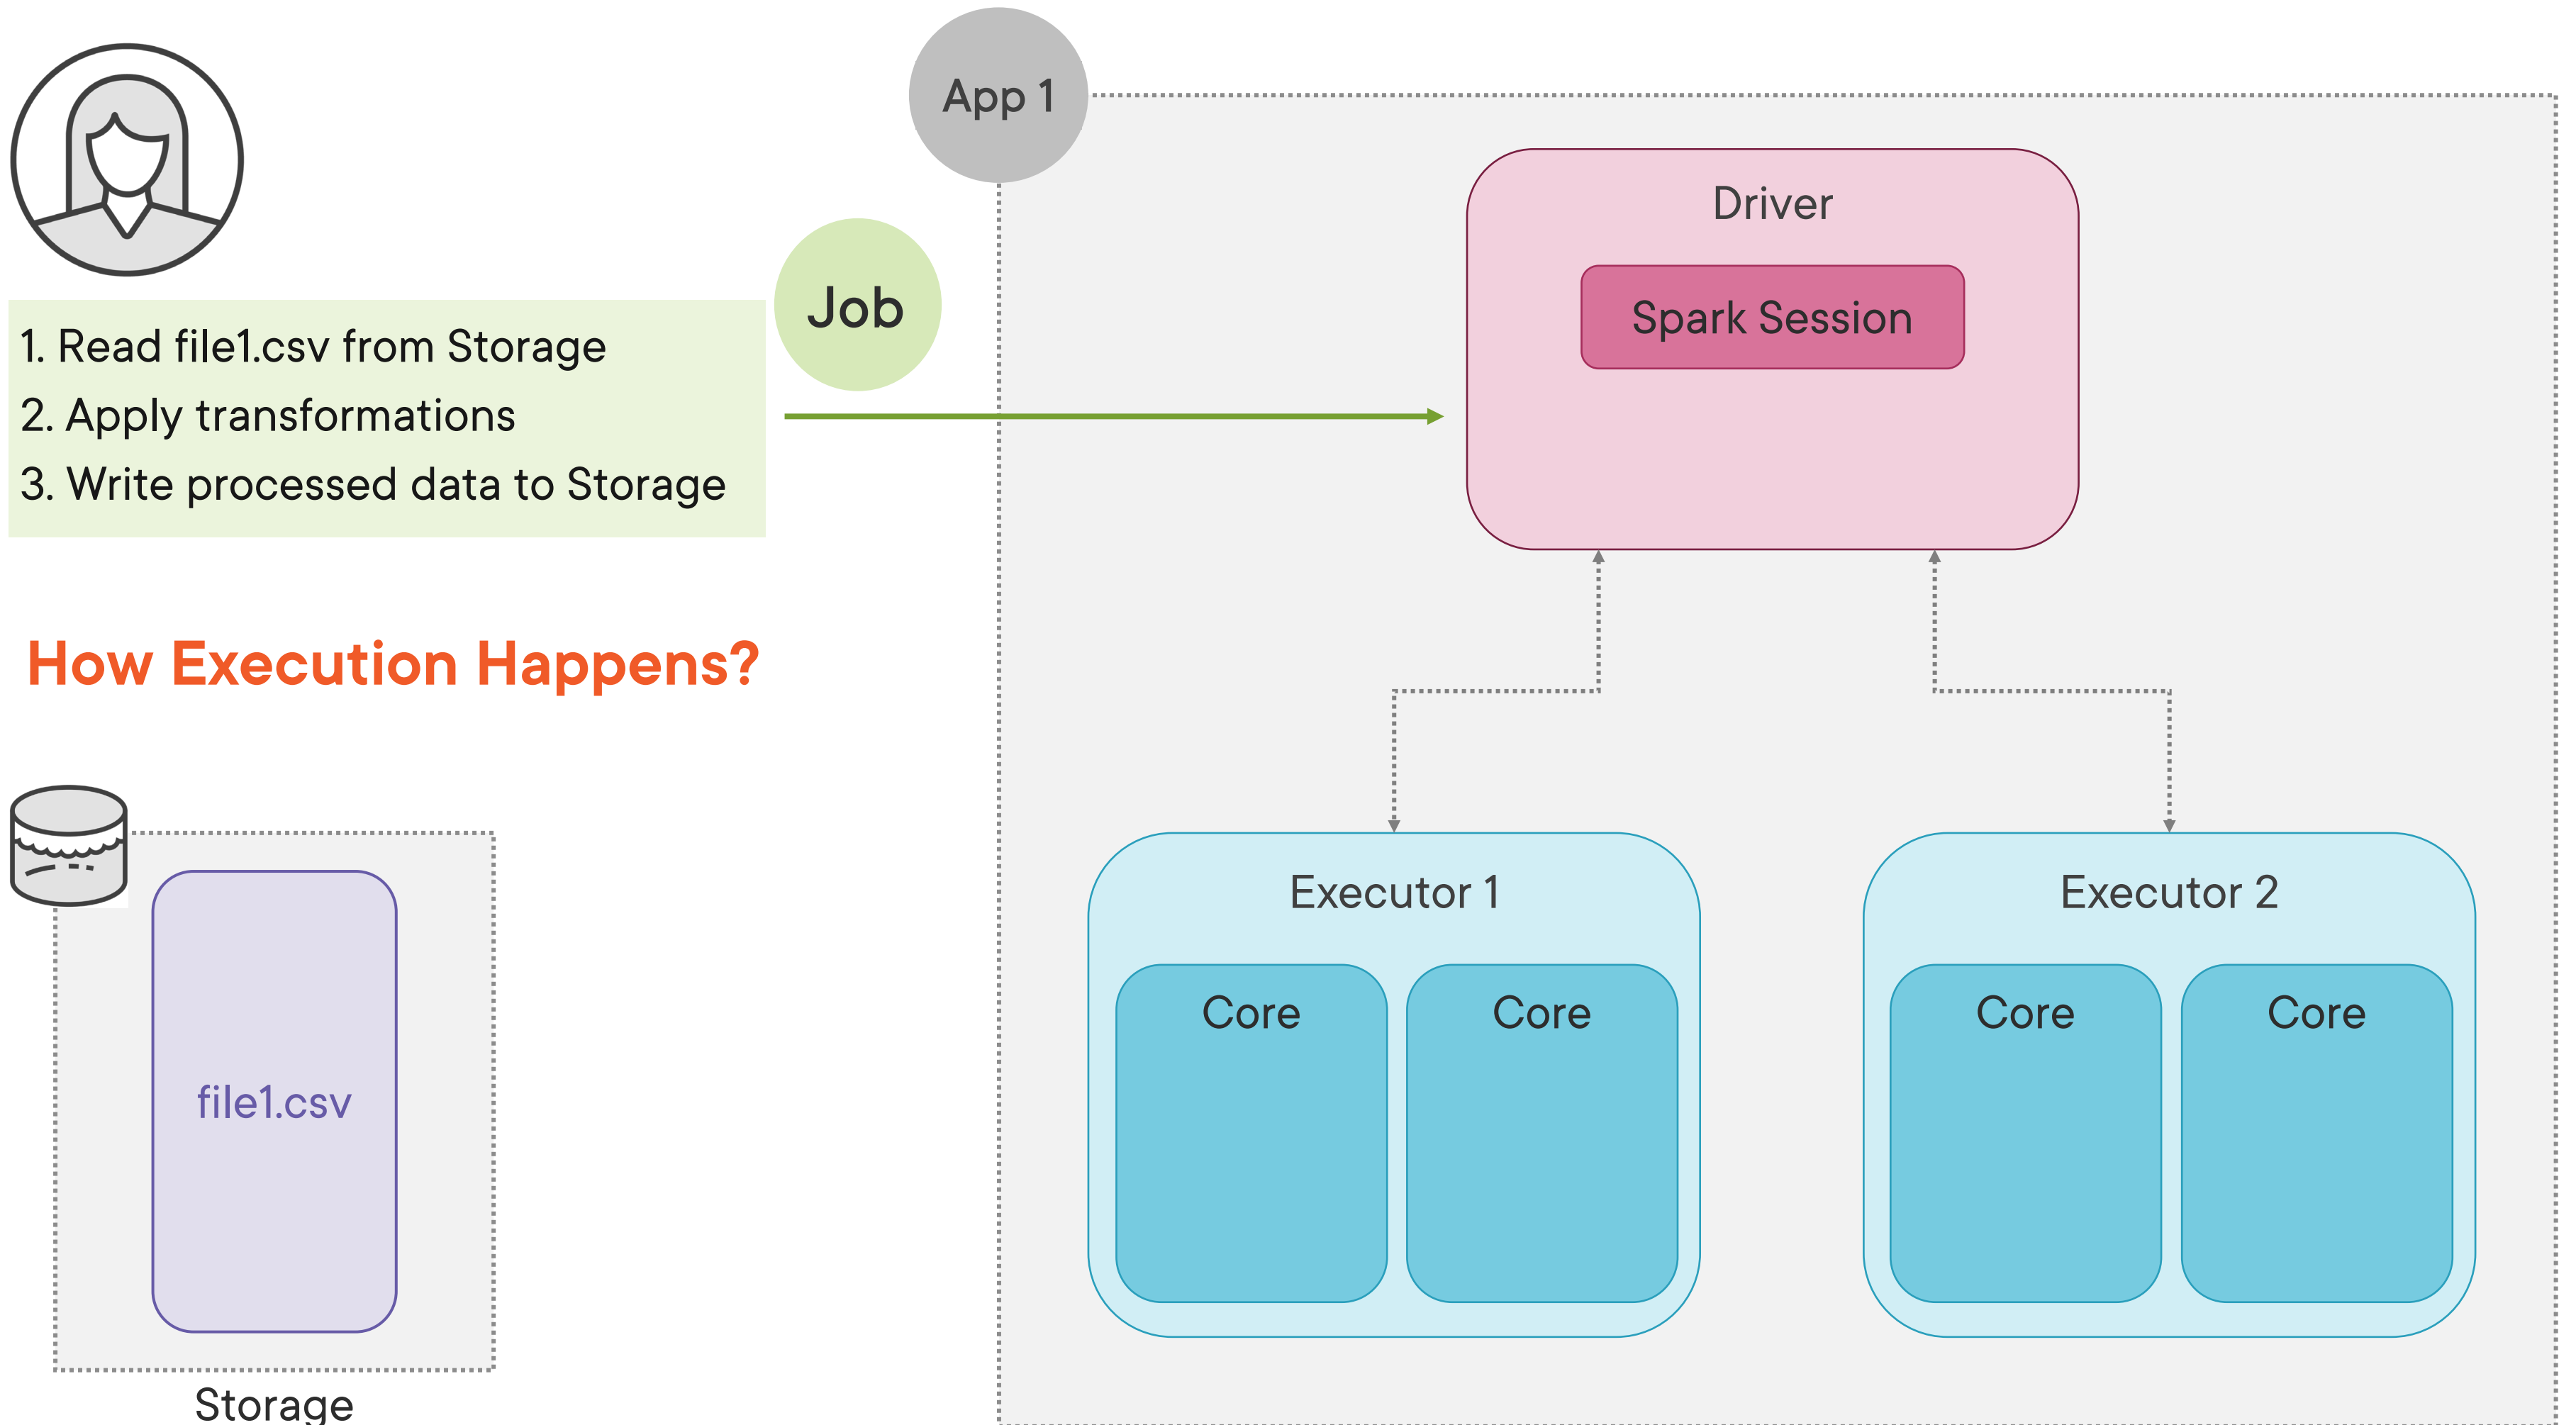 App 1
Job
1. Read file1.csv from Storage
2. Apply transformations
3. Write processed data to Storage
How Execution Happens?
file1.csv
Storage
Driver
Spark Session
Executor 1
Core
Core
Executor 2
Core
Core